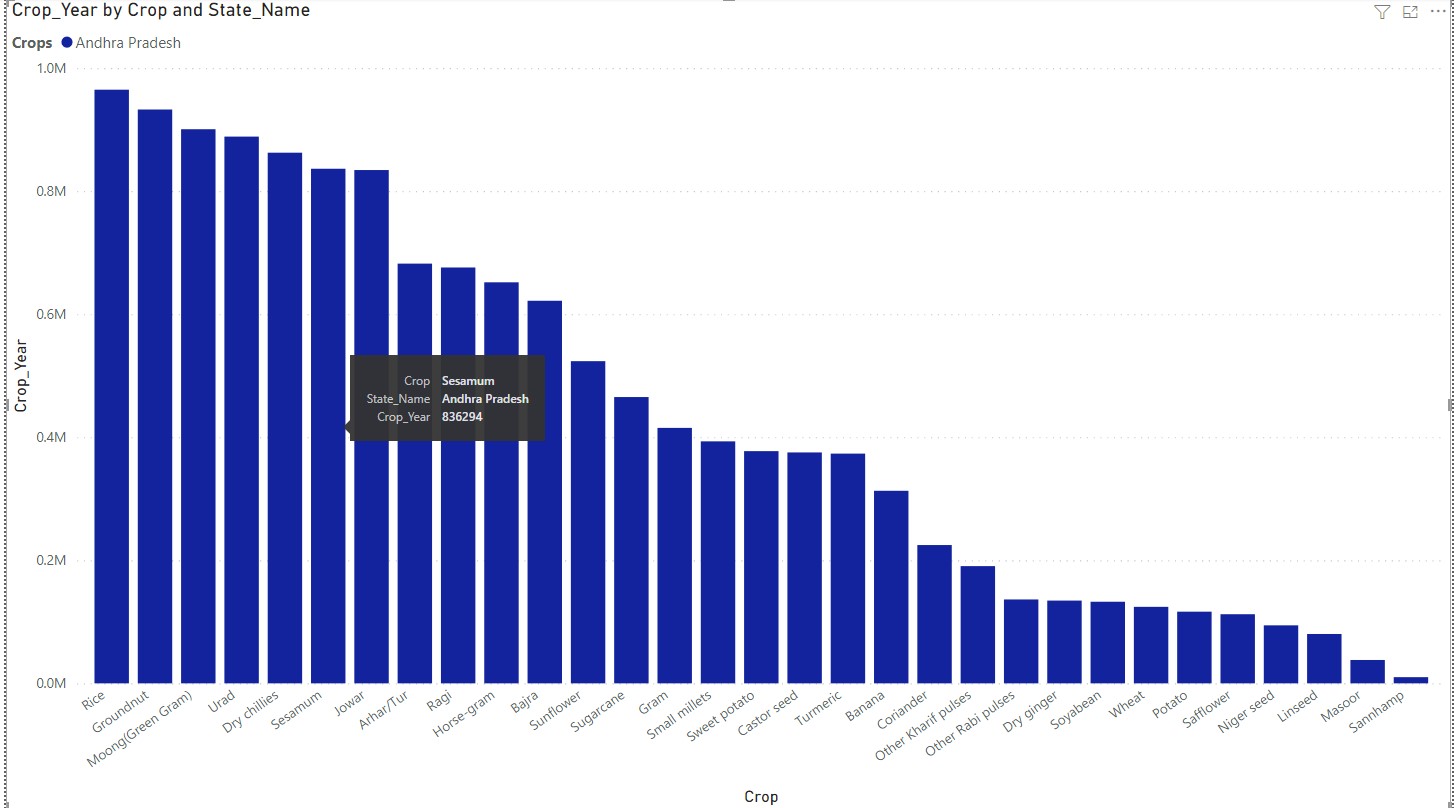 Crop_Year by Crop and State_Name
Crops Andhra Pradesh
1.0M
0.8M
0.6M
0.4M
0.2M
0.0M
Crop_Year
Crop Sesamum
State_Name Andhra Pradesh
Crop_Year 836294
Rice
Groundnut
Moong(Green Gram)
Urad
Dry chillies
Sesamum
Jowar
Arhar/Tur
Ragi
Horse-gram
Bajra
Sunflower
Sugarcane
Gram
Small millets
Sweet potato
Castor seed
Turmeric
Banana
Coriander
Other Kharif pulses
Other Rabi pulses
Dry ginger
Soyabean
Wheat
Potato
Safflower
Niger seed
Linseed
Masoor
Sannhamp
Crop